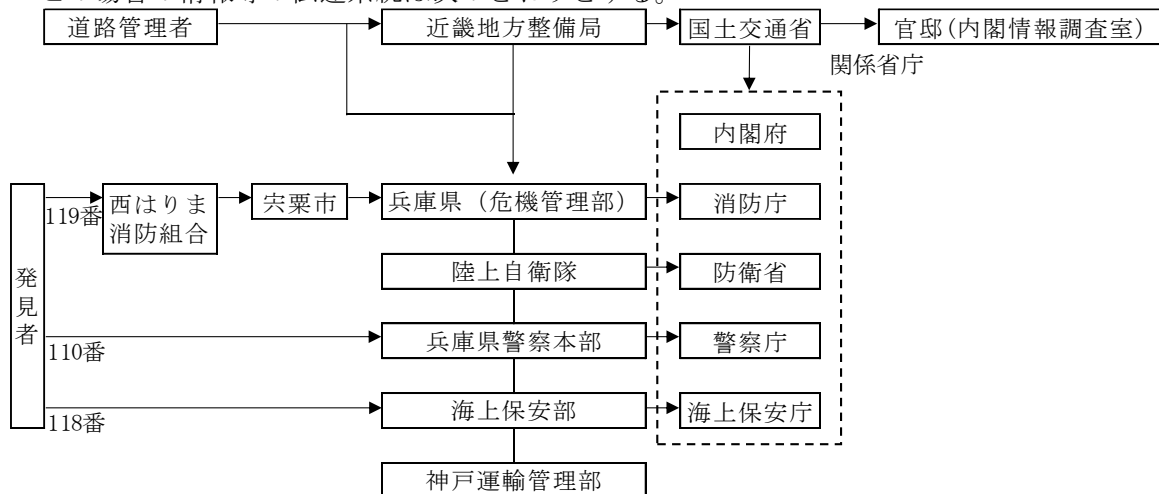 この場合の情報等の伝達系統は次のとおりとする。
道路管理者
近畿地方整備局
国土交通省
官邸(内閣情報調査室)
関係省庁
内閣府
発見者
119番
西はりま
消防組合
宍粟市
兵庫県（危機管理部）
消防庁
陸上自衛隊
防衛省
110番
兵庫県警察本部
警察庁
118番
海上保安部
海上保安庁
神戸運輸管理部